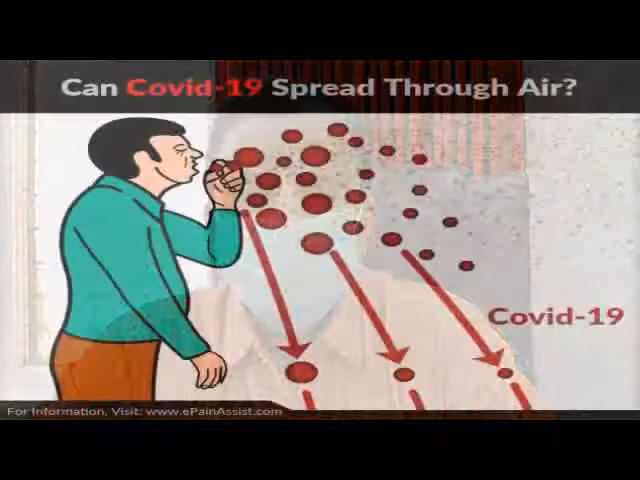 Can Covid-19 Spread Through Air?
Covid-19
For Information, Visit: www.ePainAssist.com